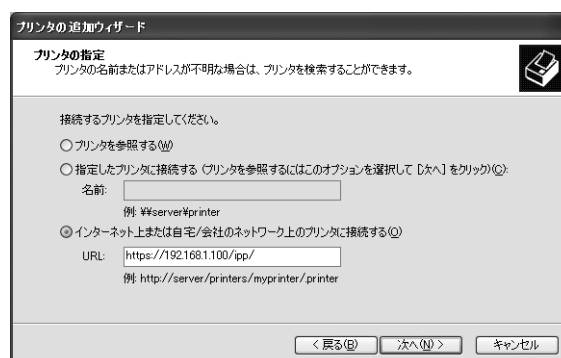 プリンタの追加ウィザード
プリンタの指定
プリンタの名前またはアドレスが不明な場合は、プリンタを検索することができます。
接続するプリンタを指定してください。
プリンタを参照する(W)
指定したプリンタに接続する (プリンタを参照するにはこのオプションを選択して [次へ] をクリック)(C):
名前:
例: ¥¥server¥printer
インターネット上または自宅/会社のネットワーク上のプリンタに接続する(O)
URL: https://192.168.1.100/ipp/
例: http://server/printers/myprinter/.printer
< 戻る(B) 次へ(N) > キャンセル